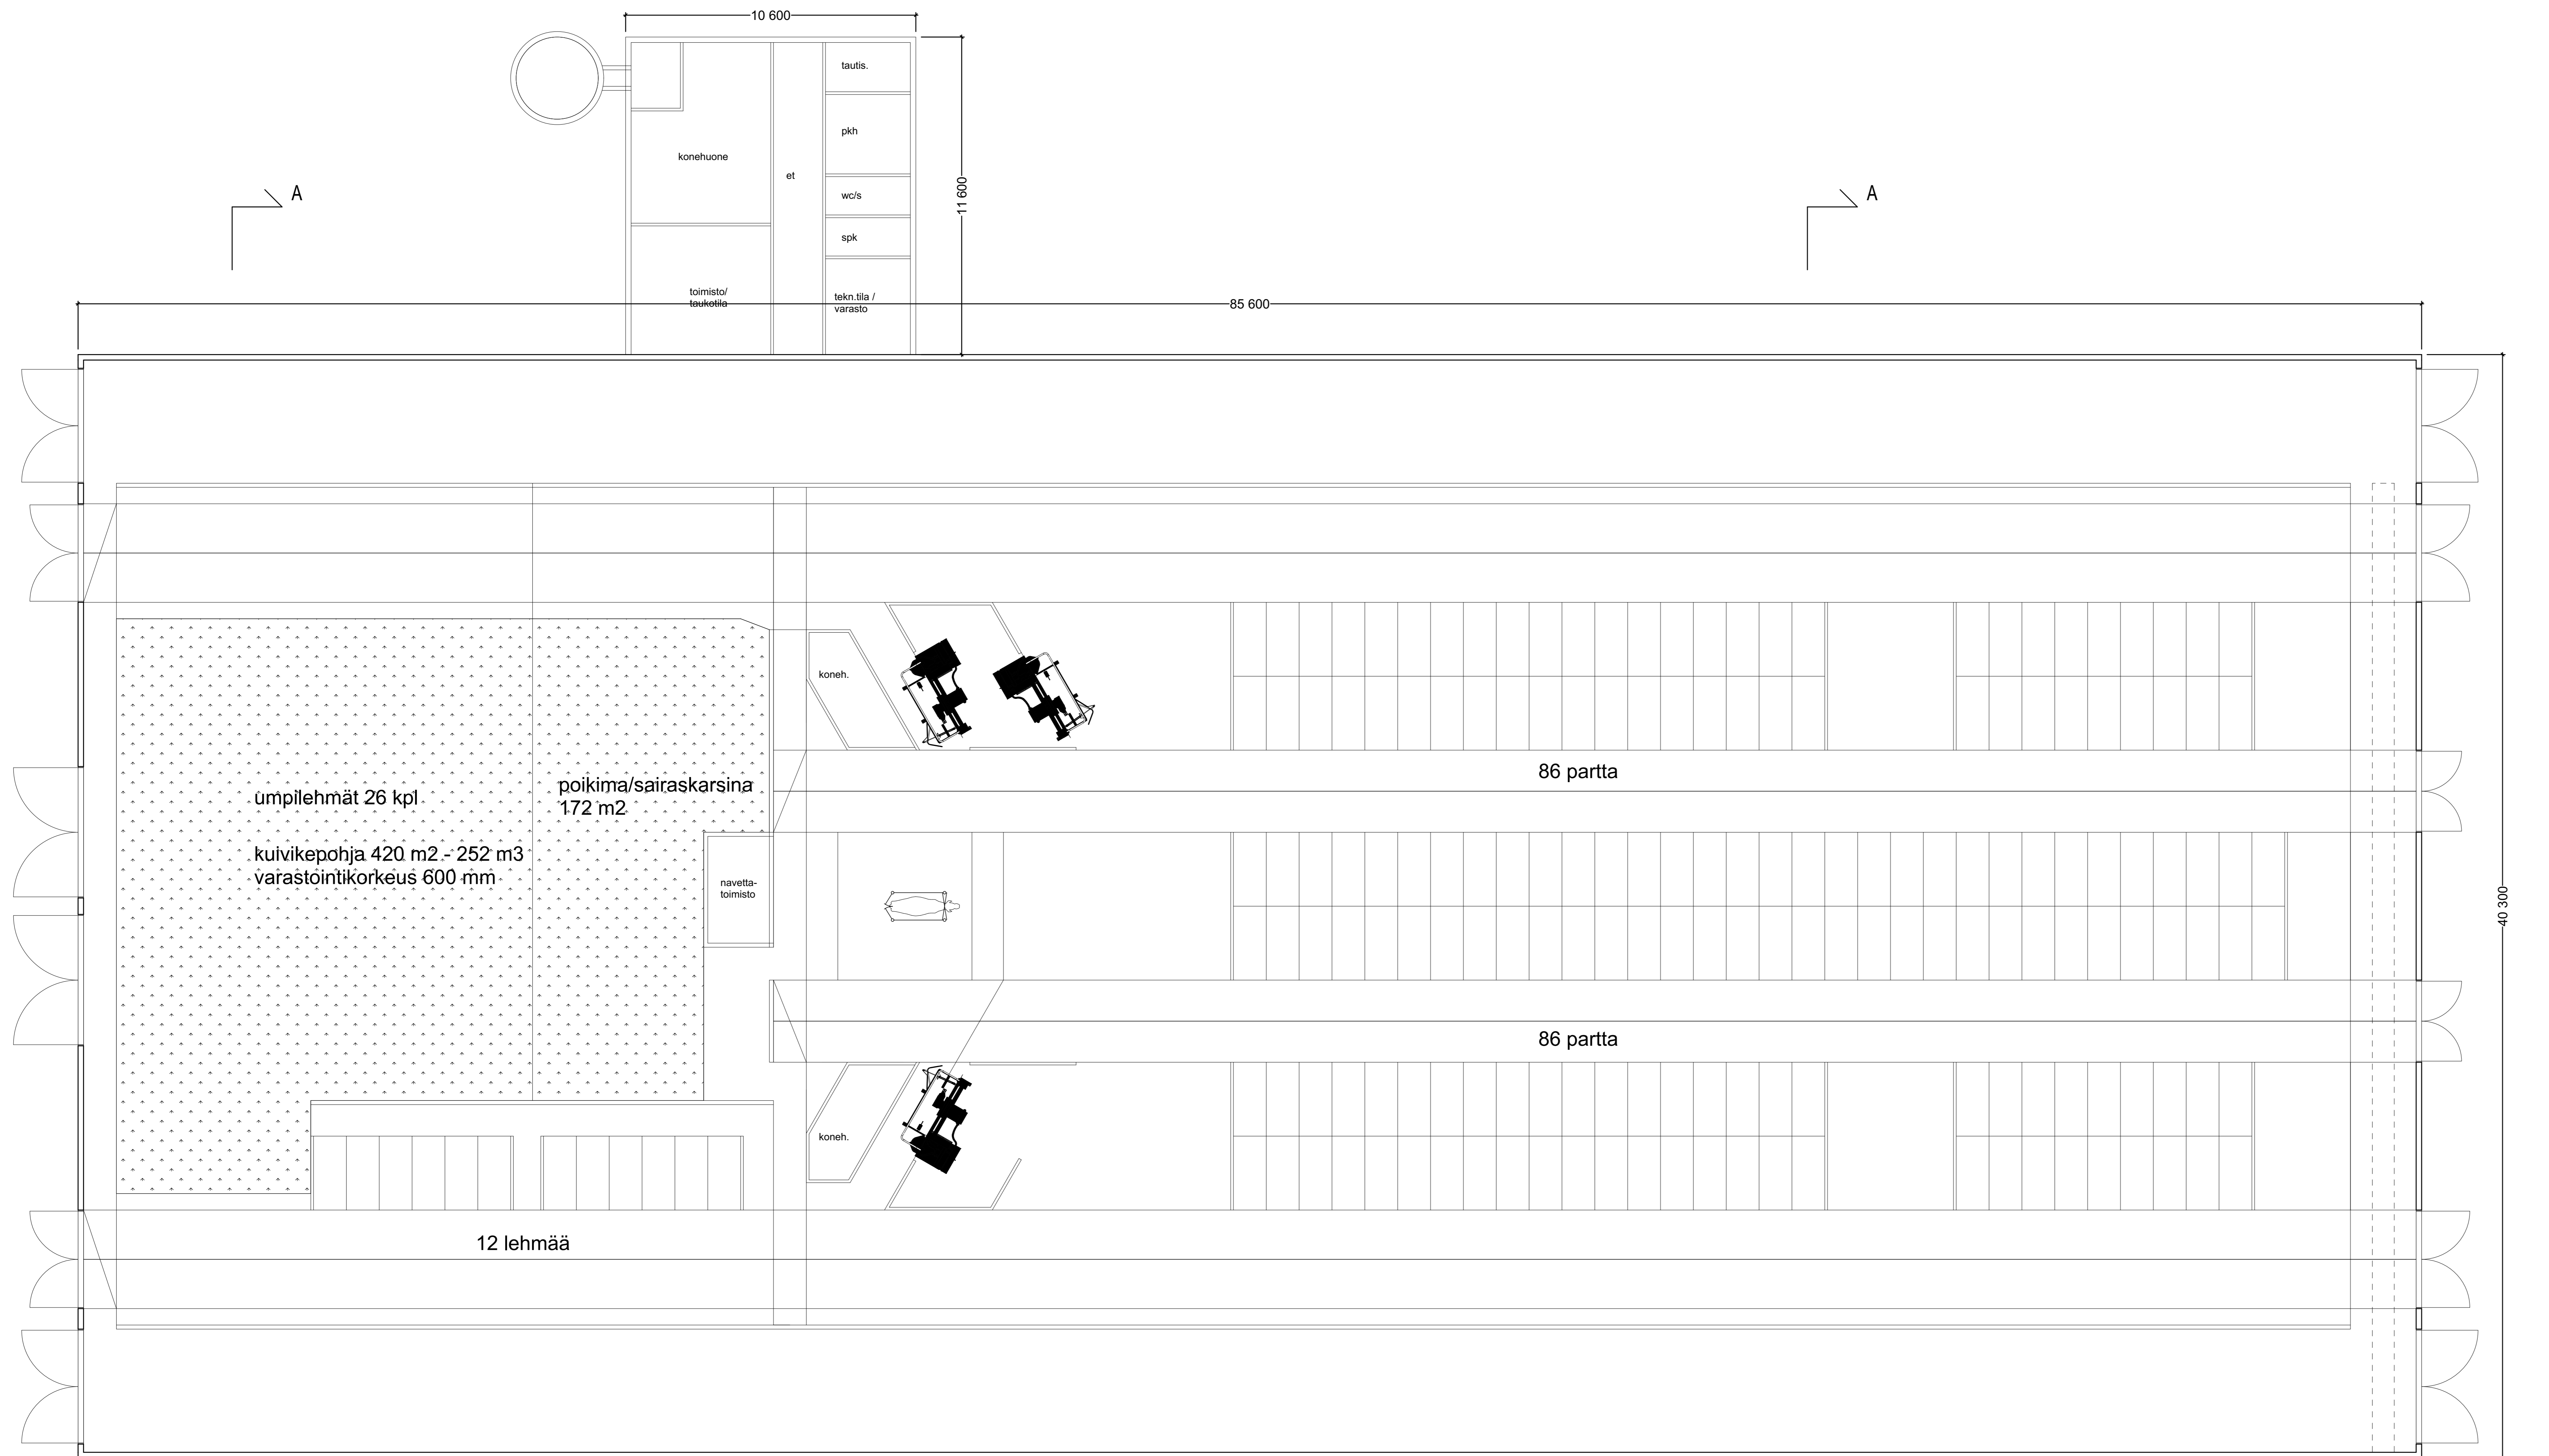 10 600
tautis.
pkh
konehuone
et
wc/s
11 600
A
A
spk
toimisto/
taukotila
tekn.tila /
varasto
85 600
koneh.
86 partta
umpilehmät 26 kpl
poikima/sairaskarsina
172 m2
kuivikepohja 420 m2 - 252 m3
varastointikorkeus 600 mm
navetta-
toimisto
40 300
86 partta
koneh.
12 lehmää